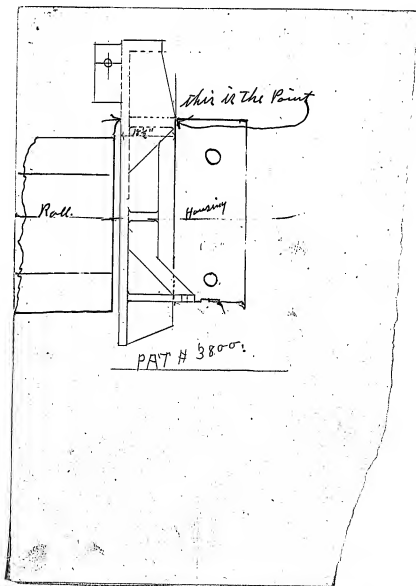 this is the Point
Roll.
Housing
PAT # 3800.